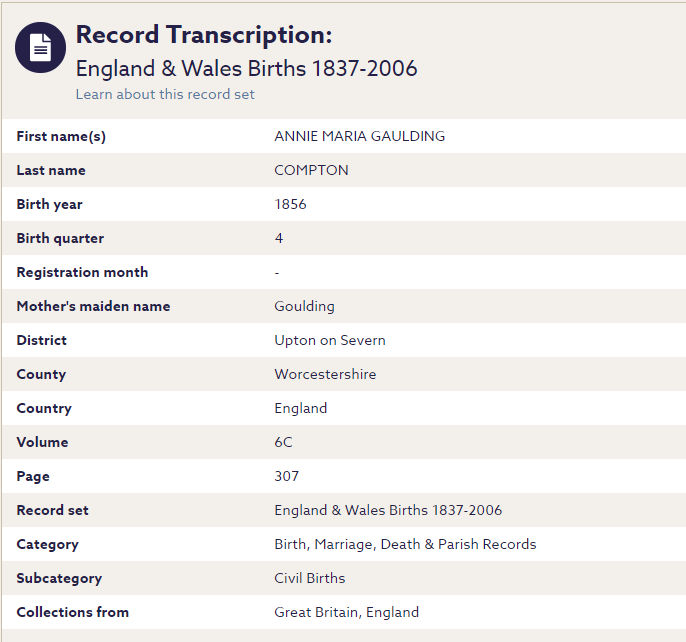 Record Transcription:
England & Wales Births 1837-2006
Learn about this record set
First name(s) ANNIE MARIA GAULDING
Last name COMPTON
Birth year 1856
Birth quarter 4
Registration month -
Mother's maiden name Goulding
District Upton on Severn
County Worcestershire
Country England
Volume 6C
Page 307
Record set England & Wales Births 1837-2006
Category Birth, Marriage, Death & Parish Records
Subcategory Civil Births
Collections from Great Britain, England